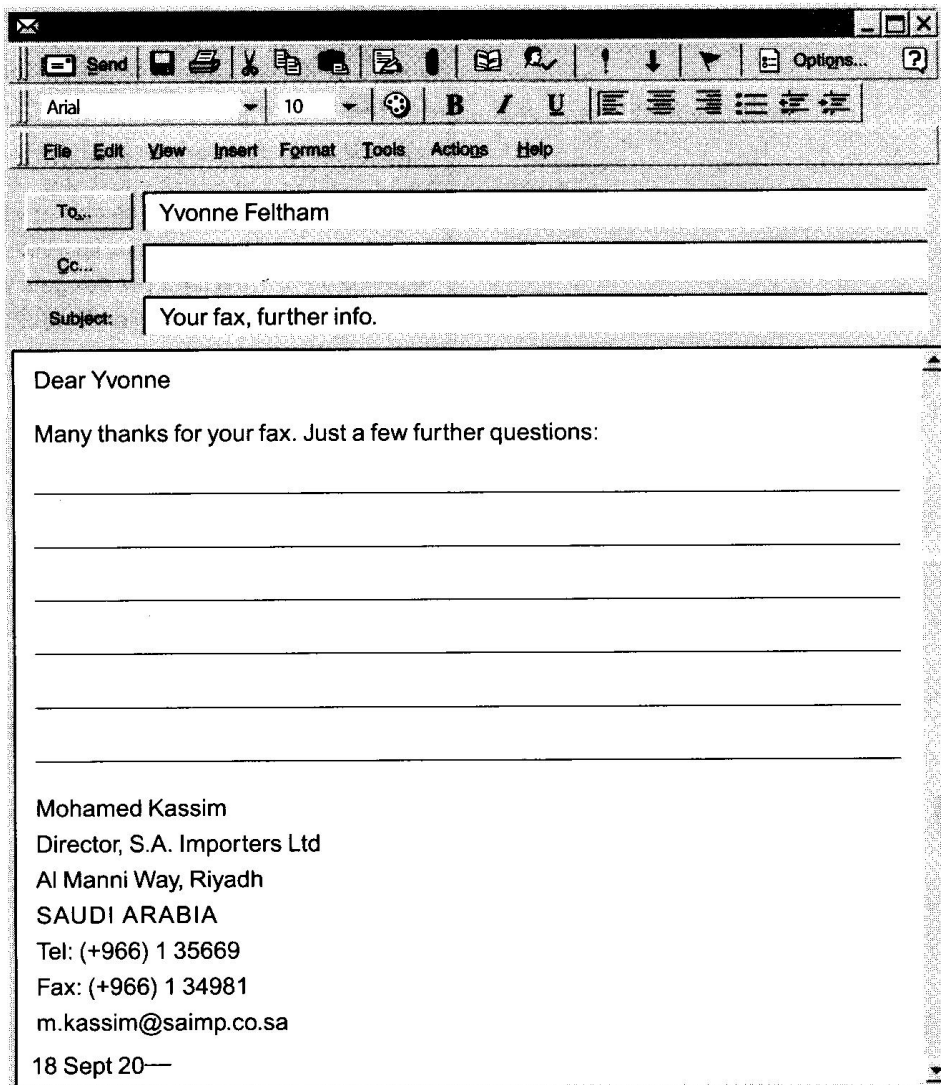 Send Options...
Arial 10 B I U
File Edit View Insert Format Tools Actions Help
To... Yvonne Feltham
Cc...
Subject: Your fax, further info.
Dear Yvonne
Many thanks for your fax. Just a few further questions:
Mohamed Kassim
Director, S.A. Importers Ltd
Al Manni Way, Riyadh
SAUDI ARABIA
Tel: (+966) 1 35669
Fax: (+966) 1 34981
m.kassim@saimp.co.sa
18 Sept 20—